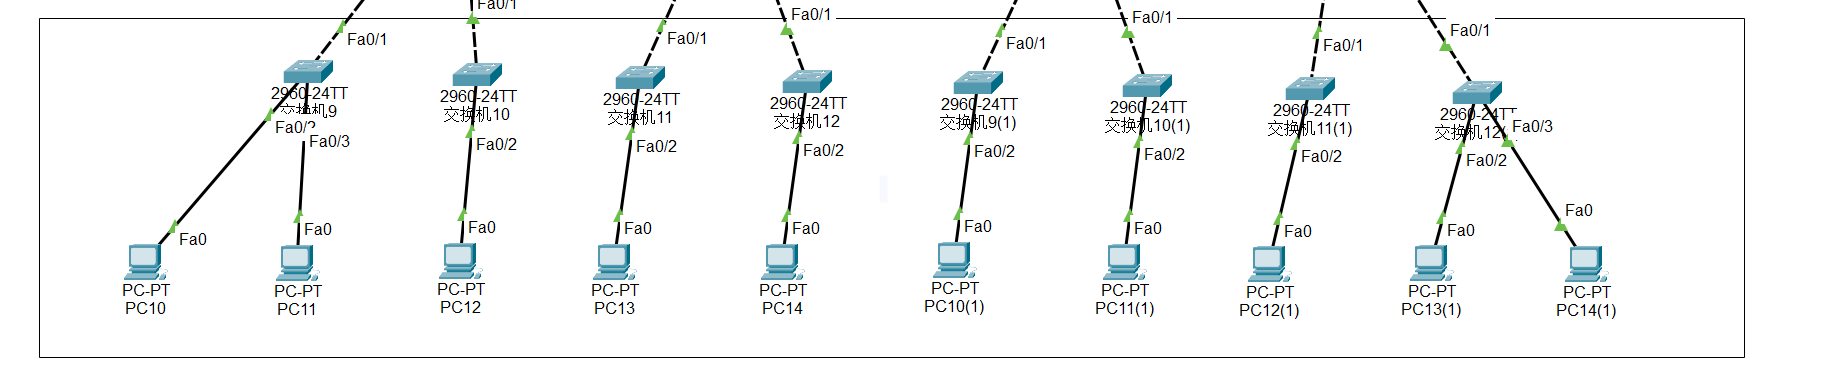 Fa0/1
Fa0/1
Fa0/1
Fa0/1
Fa0/1
Fa0/1
Fa0/1
Fa0/1
2960-24TT
交换机9
2960-24TT
交换机10
2960-24TT
交换机11
2960-24TT
交换机12
2960-24TT
交换机9(1)
2960-24TT
交换机10(1)
2960-24TT
交换机11(1)
2960-24TT
交换机12(
Fa0/2
Fa0/3
Fa0/2
Fa0/2
Fa0/2
Fa0/2
Fa0/2
Fa0/2
Fa0/2
Fa0/3
Fa0
Fa0
Fa0
Fa0
Fa0
Fa0
Fa0
Fa0
Fa0
Fa0
PC-PT
PC10
PC-PT
PC11
PC-PT
PC12
PC-PT
PC13
PC-PT
PC14
PC-PT
PC10(1)
PC-PT
PC11(1)
PC-PT
PC12(1)
PC-PT
PC13(1)
PC-PT
PC14(1)